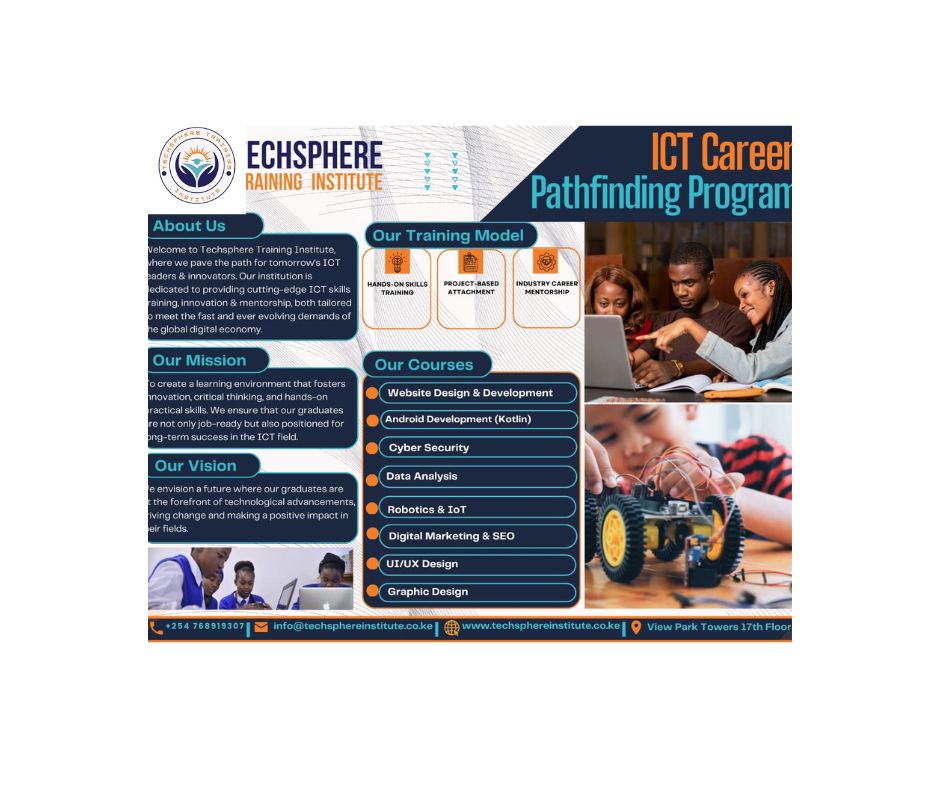 TECHSPHERE TRAINING
INSTITUTE
ECHSPHERE
RAINING INSTITUTE
ICT Career
Pathfinding Program
About Us
Welcome to Techsphere Training Institute,
where we pave the path for tomorrow's ICT
eaders & innovators. Our institution is
dedicated to providing cutting-edge ICT skills
raining, innovation & mentorship, both tailored
o meet the fast and ever evolving demands of
he global digital economy.
Our Mission
To create a learning environment that fosters
innovation, critical thinking, and hands-on
practical skills. We ensure that our graduates
re not only job-ready but also positioned for
ong-term success in the ICT field.
Our Vision
e envision a future where our graduates are
t the forefront of technological advancements,
riving change and making a positive impact in
eir fields.
Our Training Model
HANDS-ON SKILLS
TRAINING
PROJECT-BASED
ATTACHMENT
INDUSTRY CAREER
MENTORSHIP
Our Courses
Website Design & Development
Android Development (Kotlin)
Cyber Security
Data Analysis
Robotics & IoT
Digital Marketing & SEO
UI/UX Design
Graphic Design
+254 768919307
info@techsphereinstitute.co.ke
www.techsphereinstitute.co.ke
View Park Towers 17th Floor